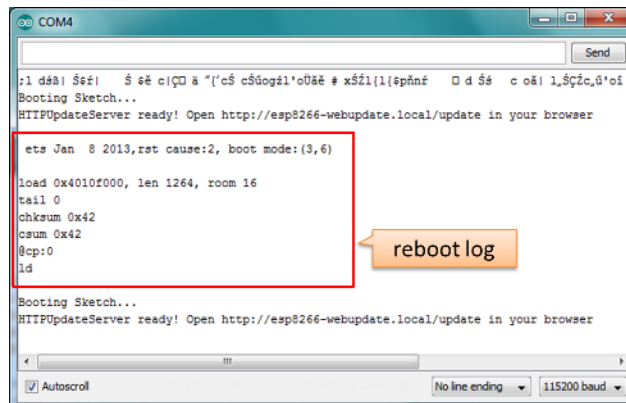 COM4
Send
Booting Sketch...
HTTPUpdateServer ready! Open http://esp8266-webupdate.local/update in your browser
ets Jan 8 2013,rst cause:2, boot mode:(3,6)
load 0x4010f000, len 1264, room 16
tail 0
chksum 0x42
csum 0x42
@cp:0
ld
reboot log
Booting Sketch...
HTTPUpdateServer ready! Open http://esp8266-webupdate.local/update in your browser
Autoscroll
No line ending
115200 baud